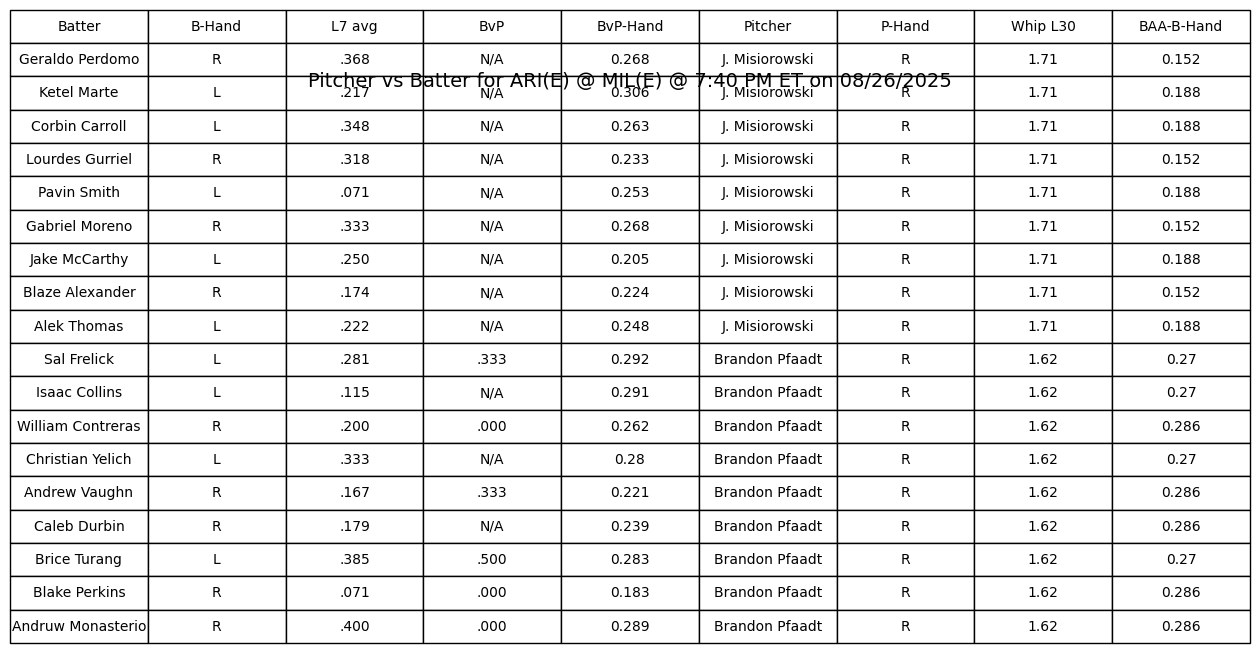 Batter B-Hand L7 avg BvP BvP-Hand Pitcher P-Hand Whip L30 BAA-B-Hand
Geraldo Perdomo R .368 N/A 0.268 J. Misiorowski R 1.71 0.152
Pitcher vs Batter for ARI(E) @ MIL(E) @ 7:40 PM ET on 08/26/2025
Ketel Marte L .217 N/A 0.306 J. Misiorowski R 1.71 0.188
Corbin Carroll L .348 N/A 0.263 J. Misiorowski R 1.71 0.188
Lourdes Gurriel R .318 N/A 0.233 J. Misiorowski R 1.71 0.152
Pavin Smith L .071 N/A 0.253 J. Misiorowski R 1.71 0.188
Gabriel Moreno R .333 N/A 0.268 J. Misiorowski R 1.71 0.152
Jake McCarthy L .250 N/A 0.205 J. Misiorowski R 1.71 0.188
Blaze Alexander R .174 N/A 0.224 J. Misiorowski R 1.71 0.152
Alek Thomas L .222 N/A 0.248 J. Misiorowski R 1.71 0.188
Sal Frelick L .281 .333 0.292 Brandon Pfaadt R 1.62 0.27
Isaac Collins L .115 N/A 0.291 Brandon Pfaadt R 1.62 0.27
William Contreras R .200 .000 0.262 Brandon Pfaadt R 1.62 0.286
Christian Yelich L .333 N/A 0.28 Brandon Pfaadt R 1.62 0.27
Andrew Vaughn R .167 .333 0.221 Brandon Pfaadt R 1.62 0.286
Caleb Durbin R .179 N/A 0.239 Brandon Pfaadt R 1.62 0.286
Brice Turang L .385 .500 0.283 Brandon Pfaadt R 1.62 0.27
Blake Perkins R .071 .000 0.183 Brandon Pfaadt R 1.62 0.286
Andruw Monasterio R .400 .000 0.289 Brandon Pfaadt R 1.62 0.286